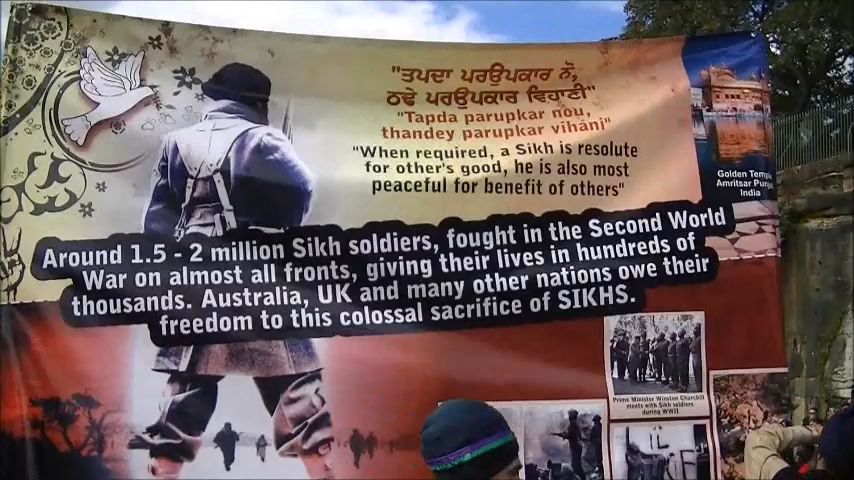 "ਤਪਦਾ ਪਰਉਪਕਾਰ ਨੋ,
ਠਢੇ ਪਰਉਪਕਾਰ ਵਿਹਾਣੀ"
"Tapda parupkar nou,
thandey parupkar vihani"
"When required, a Sikh is resolute
for other's good, he is also most
peaceful for benefit of others"
Golden Temple
Amritsar Punjab
India
Around 1.5 - 2 million Sikh soldiers, fought in the Second World
War on almost all fronts, giving their lives in hundreds of
thousands. Australia, UK and many other nations owe their
freedom to this colossal sacrifice of SIKHS.
Prime Minister Winston Churchill
meets with Sikh soldiers
during WWII